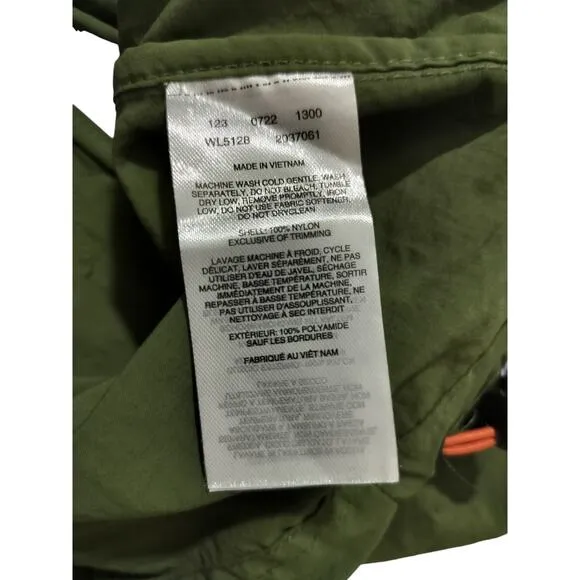 123 0722 1300
WL5128 2037061
MADE IN VIETNAM
MACHINE WASH COLD GENTLE, WASH
SEPARATELY, DO NOT BLEACH, TUMBLE
DRY LOW, REMOVE PROMPTLY, IRON
LOW, DO NOT USE FABRIC SOFTENER,
DO NOT DRYCLEAN
SHELL: 100% NYLON
EXCLUSIVE OF TRIMMING
LAVAGE MACHINE À FROID, CYCLE
DÉLICAT, LAVER SÉPARÉMENT, NE PAS
UTILISER D'EAU DE JAVEL, SÉCHAGE
MACHINE, BASSE TEMPÉRATURE, SORTIR
IMMÉDIATEMENT DE LA MACHINE,
REPASSER À BASSE TEMPÉRATURE, NE
PAS UTILISER D'ASSOUPLISSANT,
NETTOYAGE À SEC INTERDIT
EXTÉRIEUR: 100% POLYAMIDE
SAUF LES BORDURES
FABRIQUÉ AU VIÊT NAM